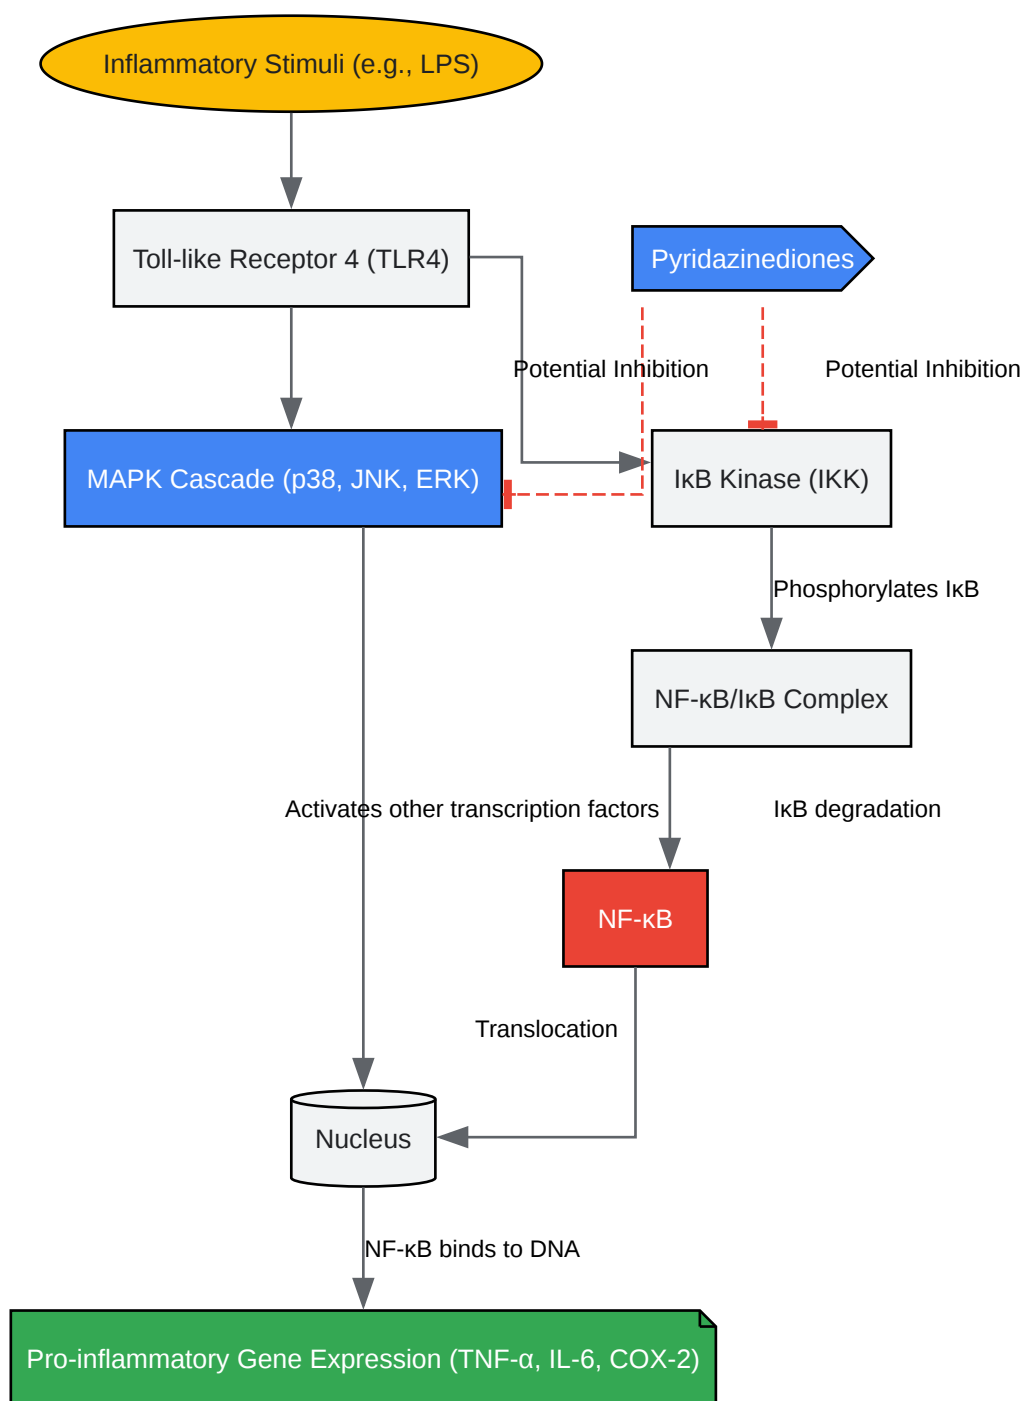 Inflammatory Stimuli (e.g., LPS)
Toll-like Receptor 4 (TLR4)
Pyridazinediones
Potential Inhibition
Potential Inhibition
MAPK Cascade (p38, JNK, ERK)
IκB Kinase (IKK)
Phosphorylates IκB
NF-κB/IκB Complex
Activates other transcription factors
IκB degradation
NF-κB
Translocation
Nucleus
NF-κB binds to DNA
Pro-inflammatory Gene Expression (TNF-α, IL-6, COX-2)